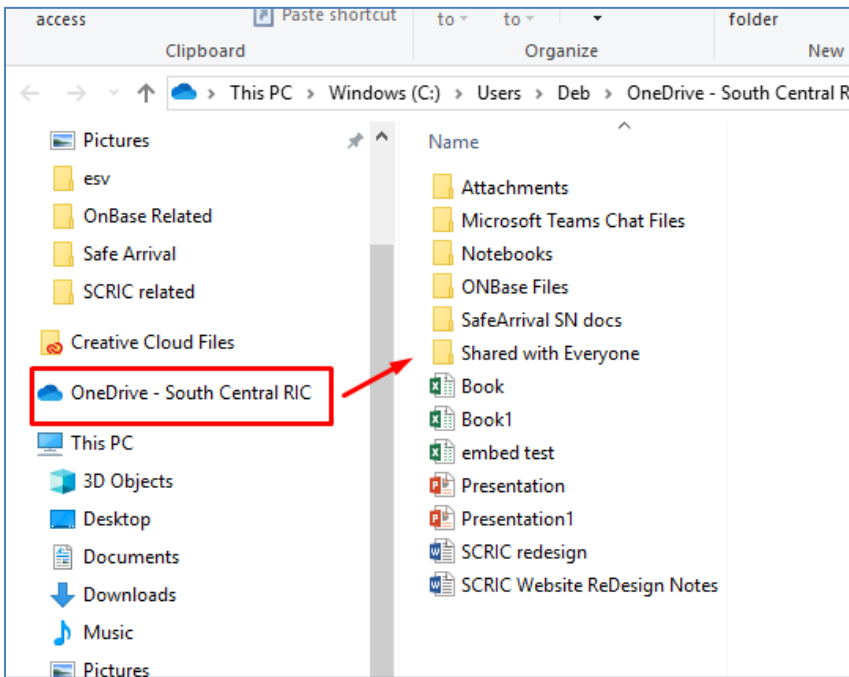 access
Paste shortcut
to
to
folder
Clipboard
Organize
New
This PC > Windows (C:) > Users > Deb > OneDrive - South Central R
Pictures
esv
OnBase Related
Safe Arrival
SCRIC related
Creative Cloud Files
OneDrive - South Central RIC
This PC
3D Objects
Desktop
Documents
Downloads
Music
Pictures
Name
Attachments
Microsoft Teams Chat Files
Notebooks
ONBase Files
SafeArrival SN docs
Shared with Everyone
Book
Book1
embed test
Presentation
Presentation1
SCRIC redesign
SCRIC Website ReDesign Notes